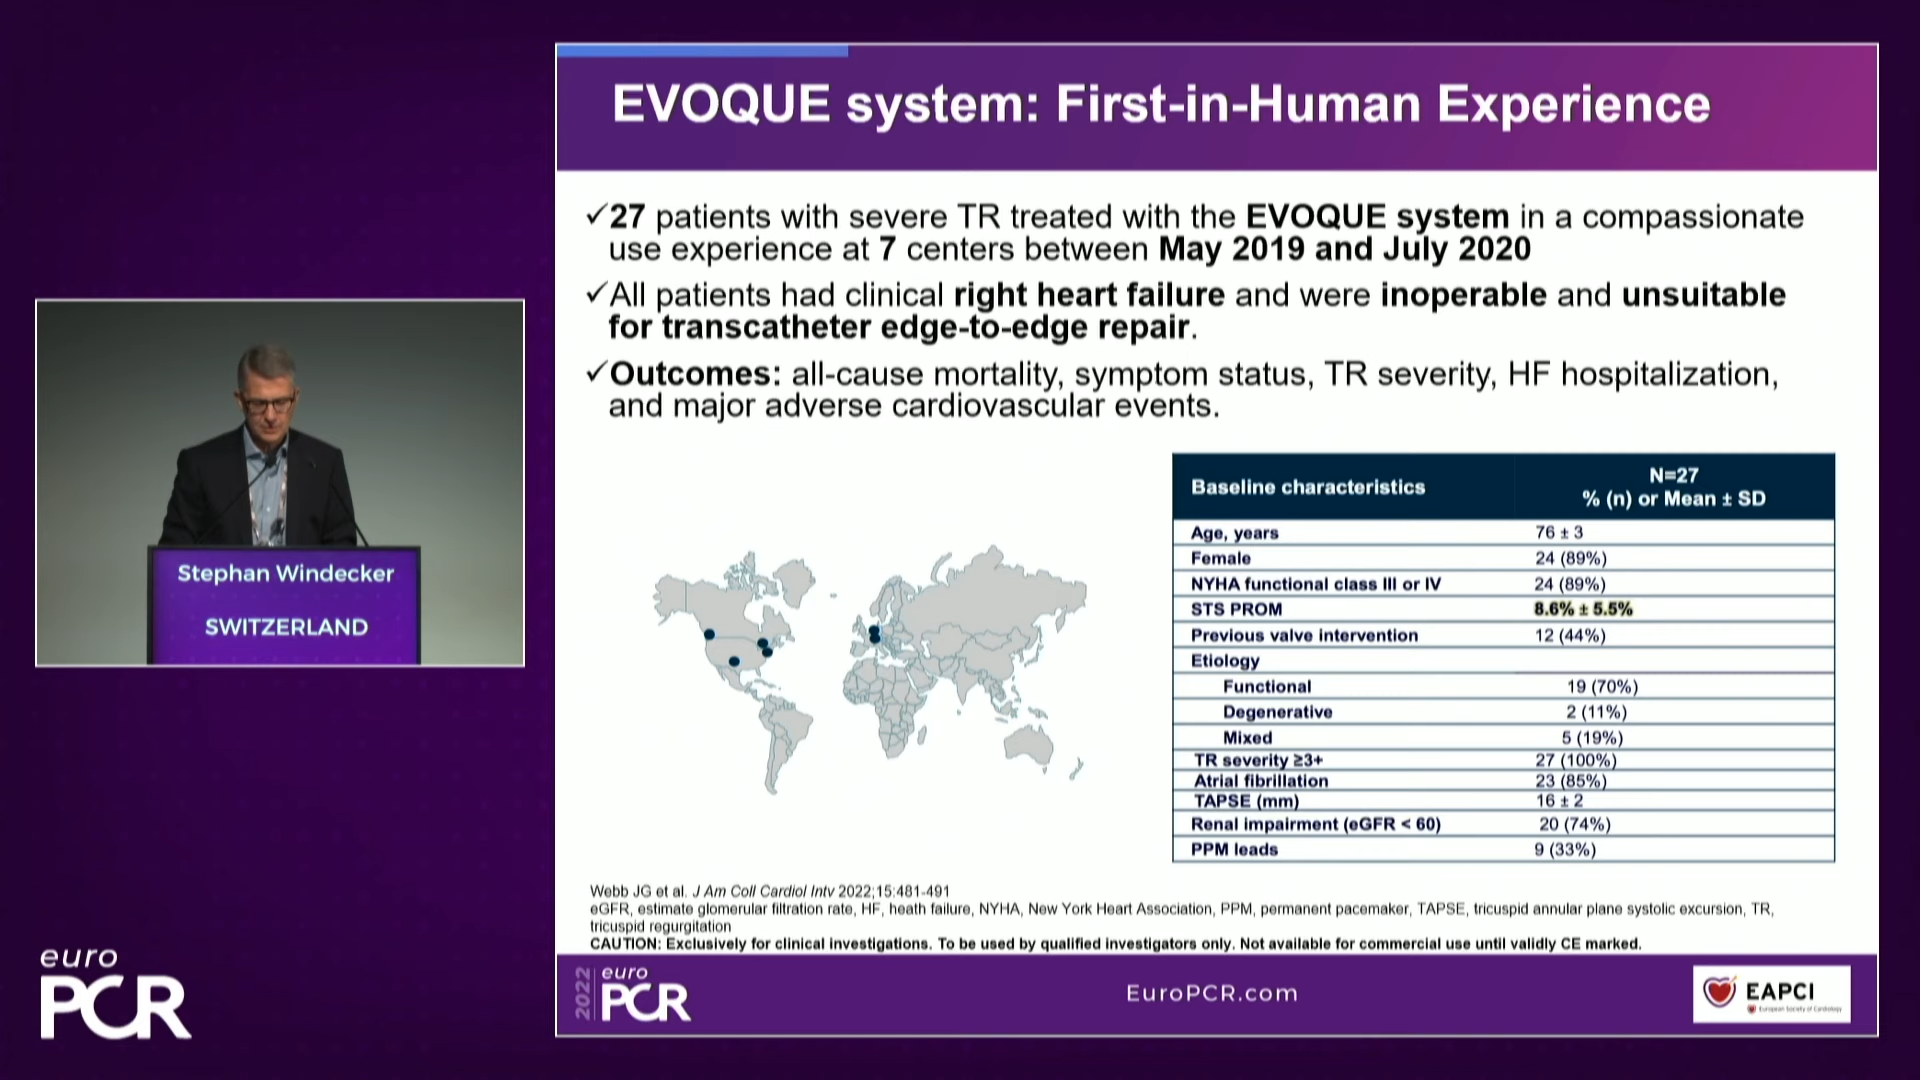 EVOQUE system: First-in-Human Experience
✓27 patients with severe TR treated with the EVOQUE system in a compassionate
use experience at 7 centers between May 2019 and July 2020
✓All patients had clinical right heart failure and were inoperable and unsuitable
for transcatheter edge-to-edge repair.
✓Outcomes: all-cause mortality, symptom status, TR severity, HF hospitalization,
and major adverse cardiovascular events.
Baseline characteristics
N=27
% (n) or Mean ± SD
Age, years 76 ± 3
Female 24 (89%)
NYHA functional class III or IV 24 (89%)
STS PROM 8.6% ± 5.5%
Previous valve intervention 12 (44%)
Etiology
Functional 19 (70%)
Degenerative 2 (11%)
Mixed 5 (19%)
TR severity ≥3+ 27 (100%)
Atrial fibrillation 23 (85%)
TAPSE (mm) 16 ± 2
Renal impairment (eGFR < 60) 20 (74%)
PPM leads 9 (33%)
Webb JG et al. J Am Coll Cardiol Intv 2022;15:481-491
eGFR, estimate glomerular filtration rate, HF, heath failure, NYHA, New York Heart Association, PPM, permanent pacemaker, TAPSE, tricuspid annular plane systolic excursion, TR,
tricuspid regurgitation
CAUTION: Exclusively for clinical investigations. To be used by qualified investigators only. Not available for commercial use until validly CE marked.
2022
euro
PCR
EuroPCR.com
EAPCI
European Society of Cardiology
Stephan Windecker
SWITZERLAND
euro
PCR